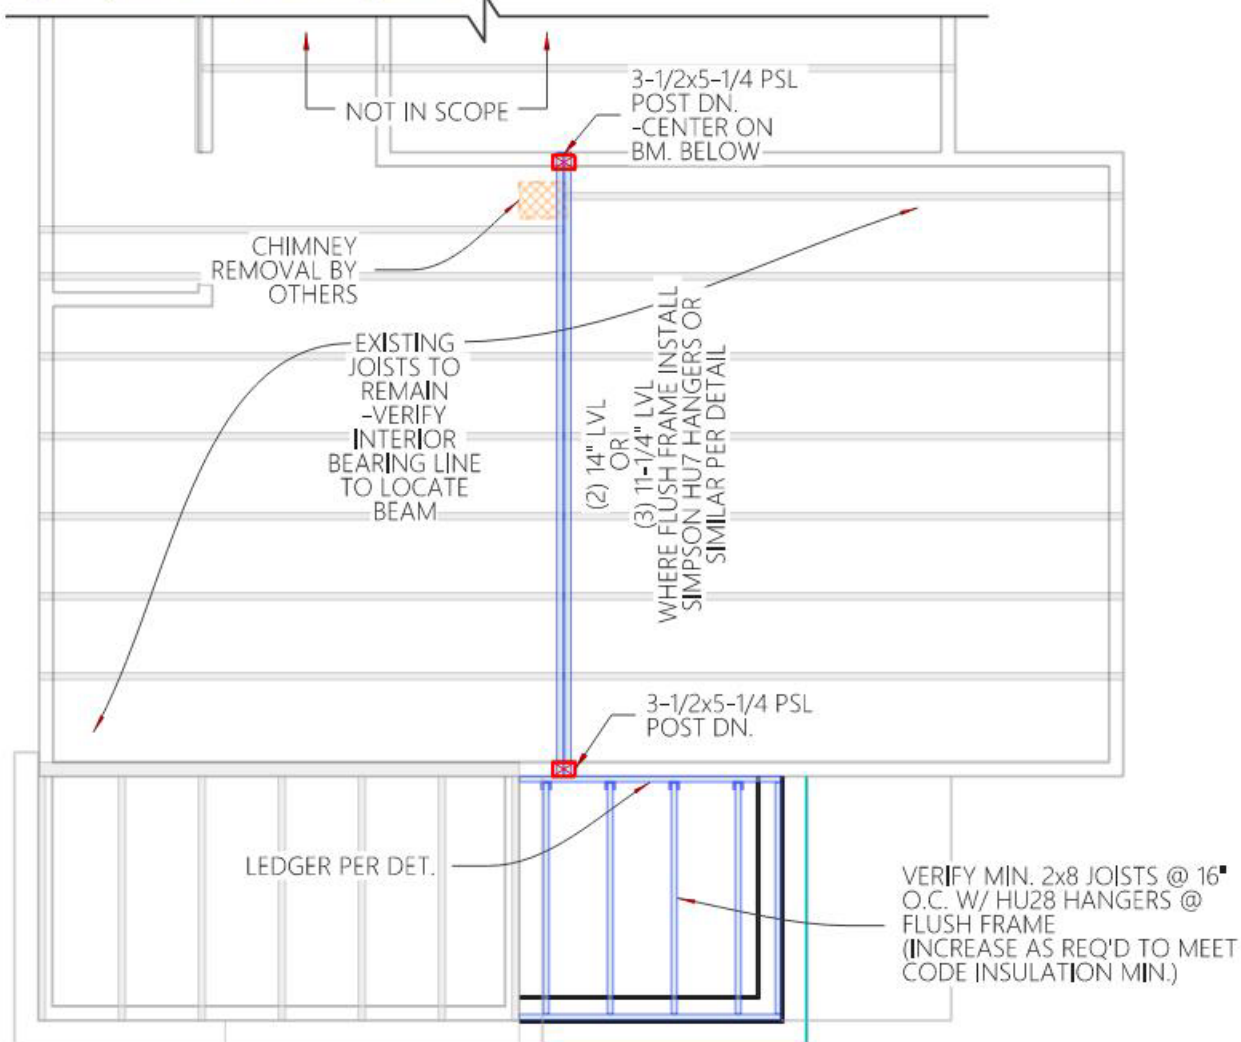 3-1/2x5-1/4 PSL
POST DN.
-CENTER ON
BM. BELOW
NOT IN SCOPE
CHIMNEY
REMOVAL BY
OTHERS
EXISTING
JOISTS TO
REMAIN
-VERIFY
INTERIOR
BEARING LINE
TO LOCATE
BEAM
(2) 14" LVL
OR
(3) 11-1/4" LVL
WHERE FLUSH FRAME INSTALL
SIMPSON HU7 HANGERS OR
SIMILAR PER DETAIL
3-1/2x5-1/4 PSL
POST DN.
LEDGER PER DET.
VERIFY MIN. 2x8 JOISTS @ 16"
O.C. W/ HU28 HANGERS @
FLUSH FRAME
(INCREASE AS REQ'D TO MEET
CODE INSULATION MIN.)